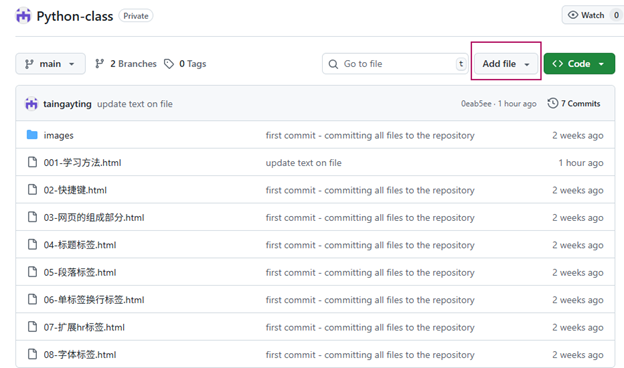 Python-class Private Watch 0
main 2 Branches 0 Tags Go to file t Add file Code
taingayting update text on file 0eab5ee · 1 hour ago 7 Commits
images first commit - committing all files to the repository 2 weeks ago
001-学习方法.html update text on file 1 hour ago
02-快捷键.html first commit - committing all files to the repository 2 weeks ago
03-网页的组成部分.html first commit - committing all files to the repository 2 weeks ago
04-标题标签.html first commit - committing all files to the repository 2 weeks ago
05-段落标签.html first commit - committing all files to the repository 2 weeks ago
06-单标签换行标签.html first commit - committing all files to the repository 2 weeks ago
07-扩展hr标签.html first commit - committing all files to the repository 2 weeks ago
08-字体标签.html first commit - committing all files to the repository 2 weeks ago